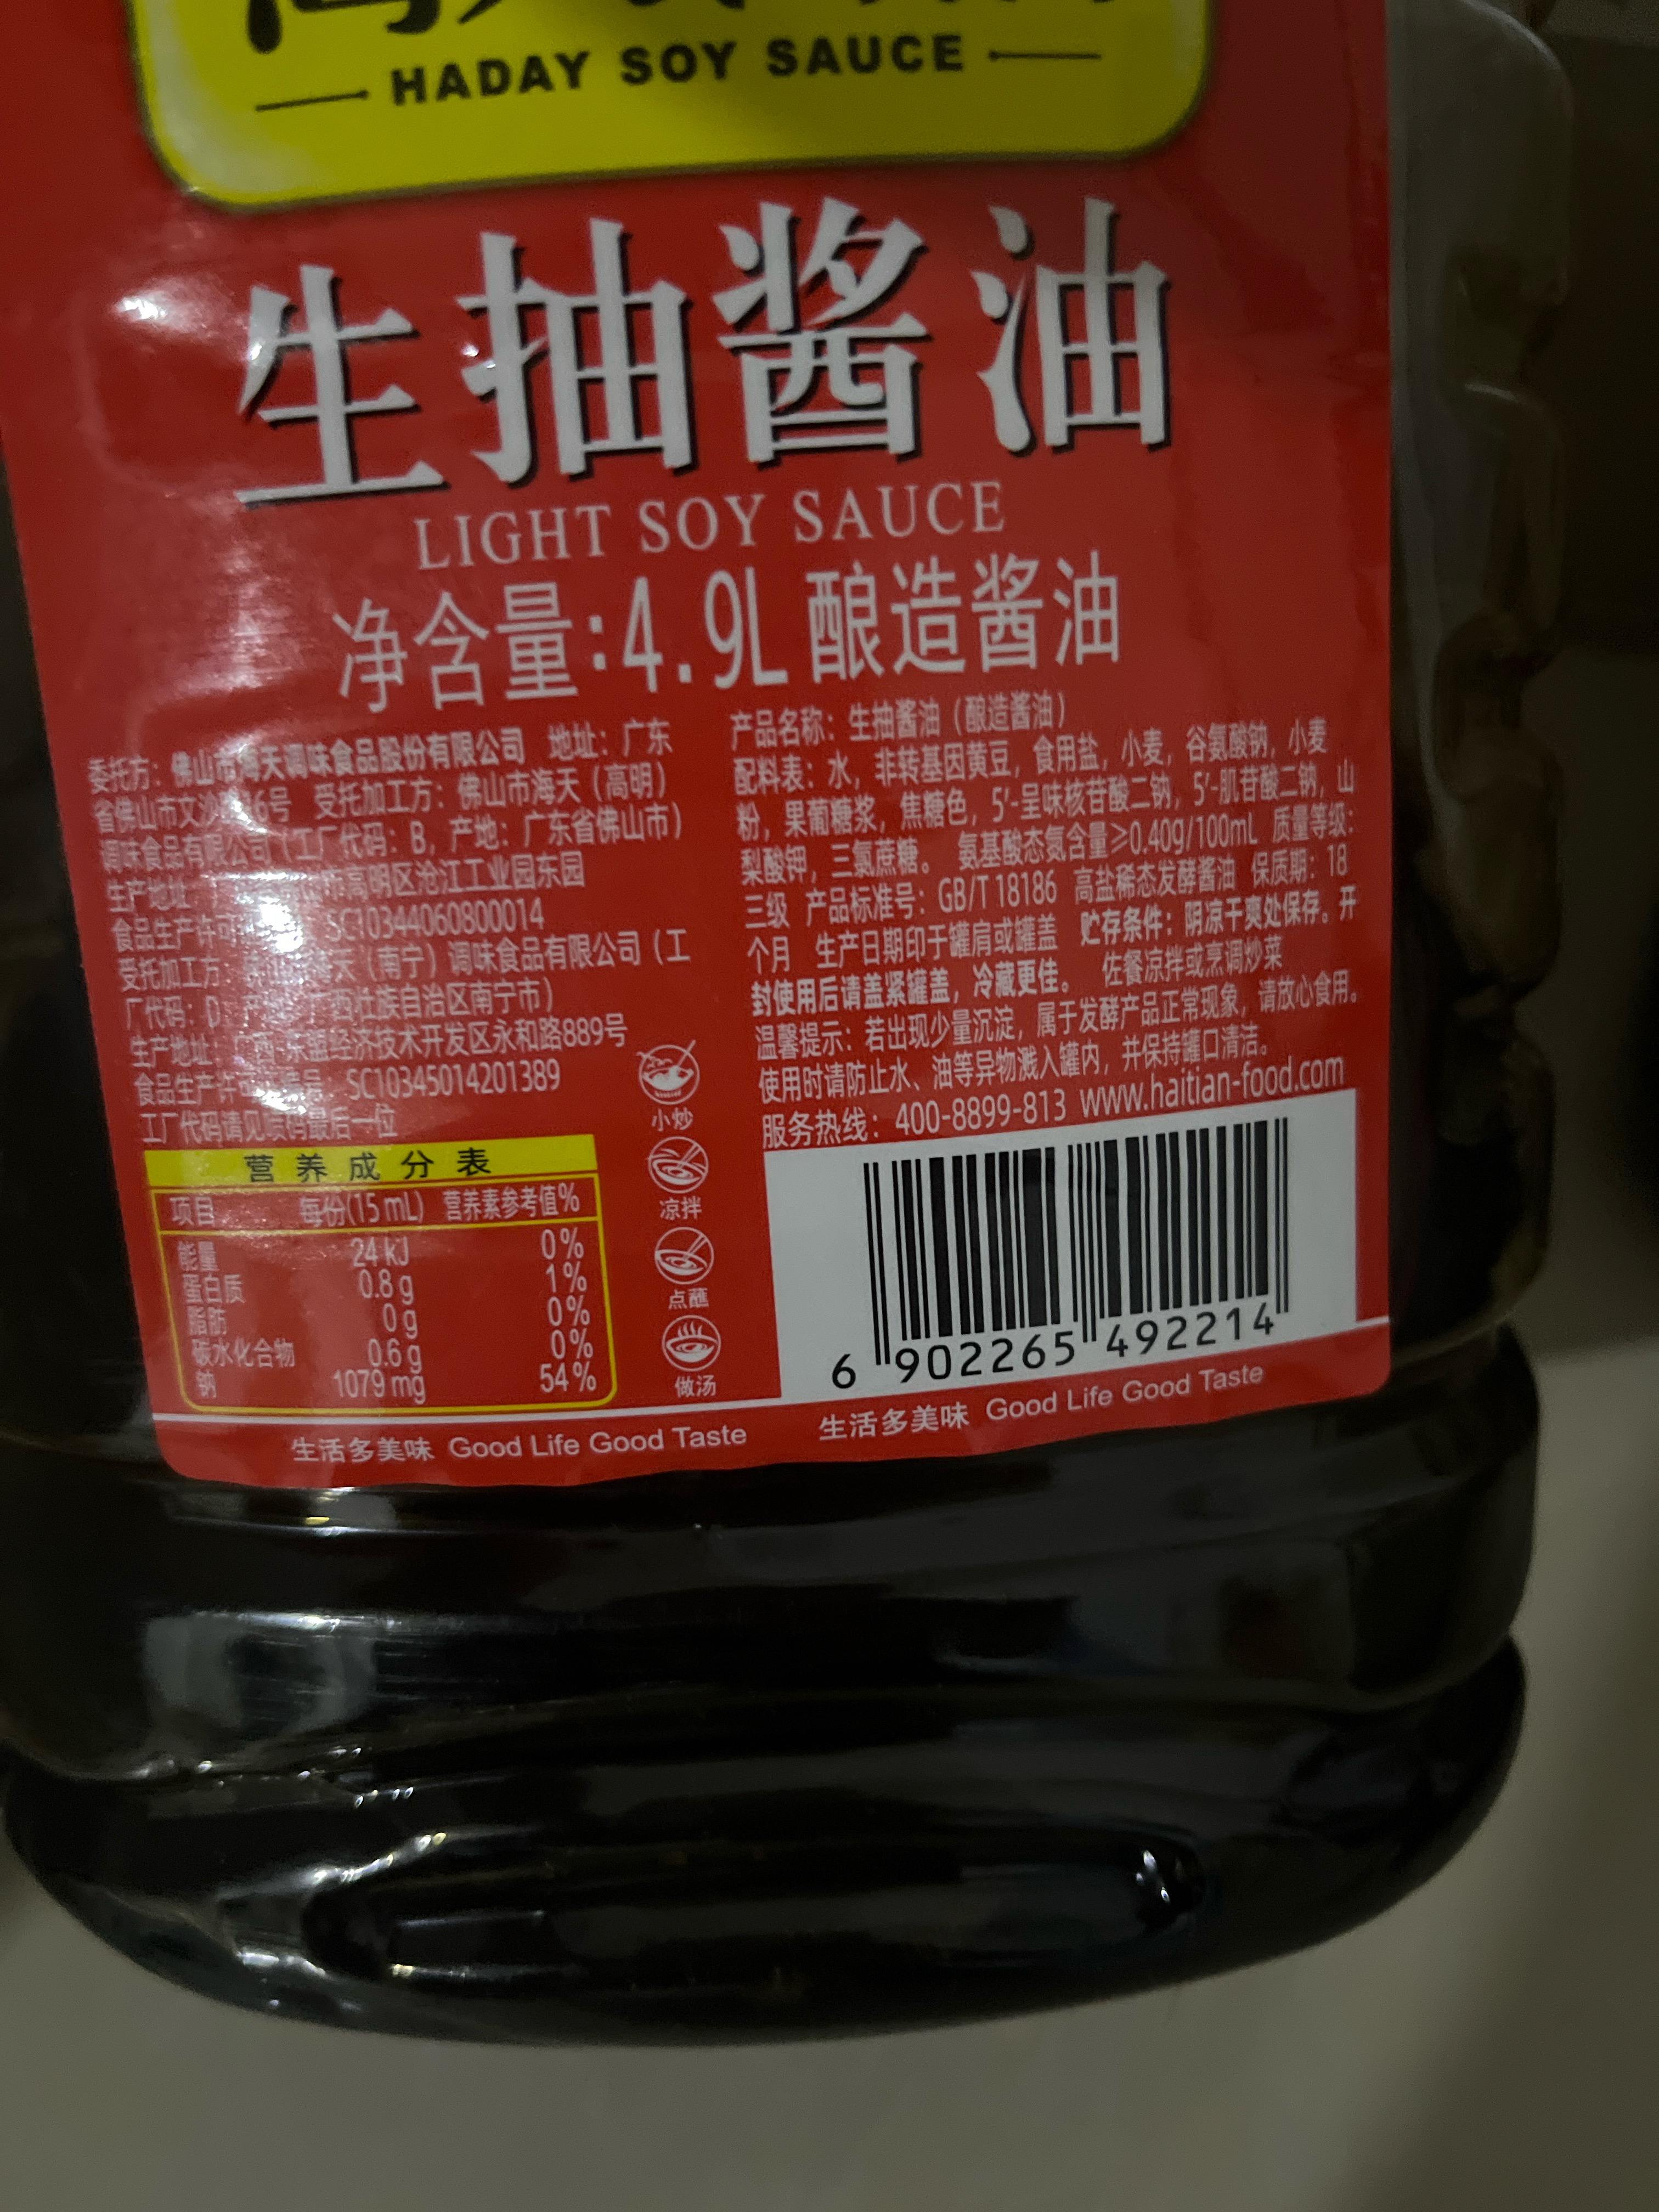 HADAY SOY SAUCE
生抽酱油
LIGHT SOY SAUCE
净含量:4.9L 酿造酱油
委托方:佛山市海天调味食品股份有限公司 地址:广东
省佛山市文沙 6号 受托加工方:佛山市海天(高明)
调味食品有限公司(工厂代码:B,产地:广东省佛山市)
生产地址 高明区沧江工业园东园
食品生产许可 SC10344060800014
受托加工方 天(南宁)调味食品有限公司(工
厂代码:D 西壮族自治区南宁市)
生产地址 东盟经济技术开发区永和路889号
食品生产许 号 SC10345014201389
工厂代码请见喷码最后一位
营养成分表
项目 每份(15 mL) 营养素参考值%
能量 24 kJ 0%
蛋白质 0.8 g 1%
脂肪 0 g 0%
碳水化合物 0.6 g 0%
钠 1079 mg 54%
小炒
凉拌
点蘸
做汤
产品名称:生抽酱油(酿造酱油)
配料表:水,非转基因黄豆,食用盐,小麦,谷氨酸钠,小麦
粉,果葡糖浆,焦糖色,5′-呈味核苷酸二钠,5′-肌苷酸二钠,山
梨酸钾,三氯蔗糖。 氨基酸态氮含量≥0.40g/100mL 质量等级:
三级 产品标准号:GB/T 18186 高盐稀态发酵酱油 保质期:18
个月 生产日期印于罐肩或罐盖 贮存条件:阴凉干爽处保存。开
封使用后请盖紧罐盖,冷藏更佳。 佐餐凉拌或烹调炒菜
温馨提示:若出现少量沉淀,属于发酵产品正常现象,请放心食用。
使用时请防止水、油等异物溅入罐内,并保持罐口清洁。
服务热线:400-8899-813 www.haitian-food.com
6 902265 492214
生活多美味 Good Life Good Taste
生活多美味 Good Life Good Taste